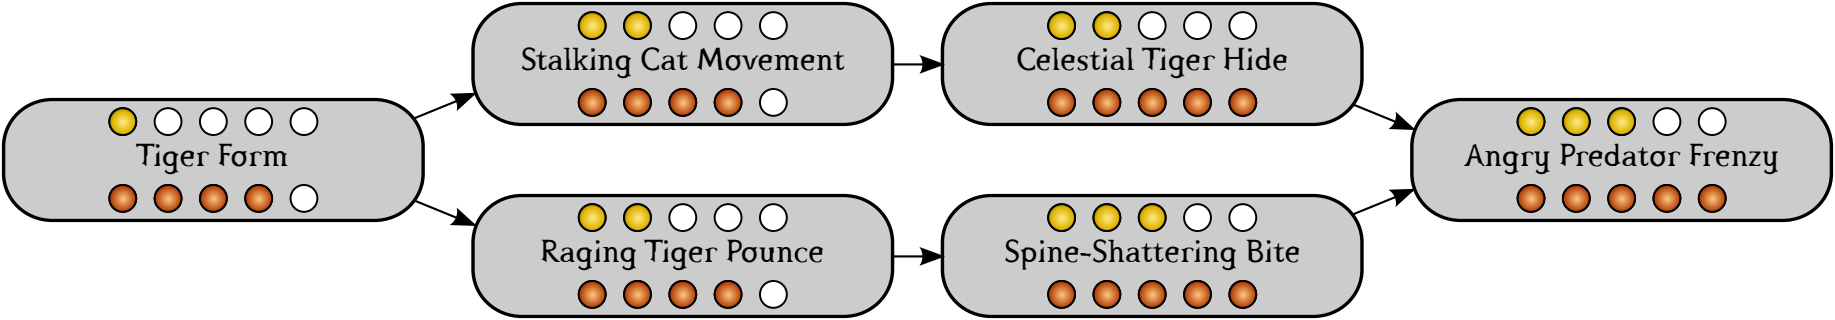 Tiger Form
Stalking Cat Movement
Celestial Tiger Hide
Raging Tiger Pounce
Spine-Shattering Bite
Angry Predator Frenzy